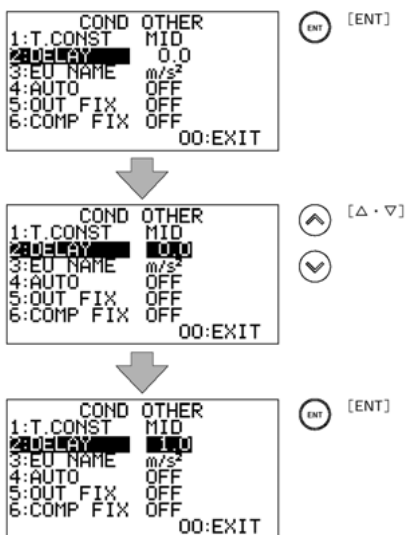 COND OTHER
1:T.CONST MID
2:DELAY 0.0
3:EU NAME m/s²
4:AUTO OFF
5:OUT FIX OFF
6:COMP FIX OFF
00:EXIT
ENT
[ENT]
COND OTHER
1:T.CONST MID
2:DELAY 0.0
3:EU NAME m/s²
4:AUTO OFF
5:OUT FIX OFF
6:COMP FIX OFF
00:EXIT
[△・▽]
COND OTHER
1:T.CONST MID
2:DELAY 1.0
3:EU NAME m/s²
4:AUTO OFF
5:OUT FIX OFF
6:COMP FIX OFF
00:EXIT
ENT
[ENT]